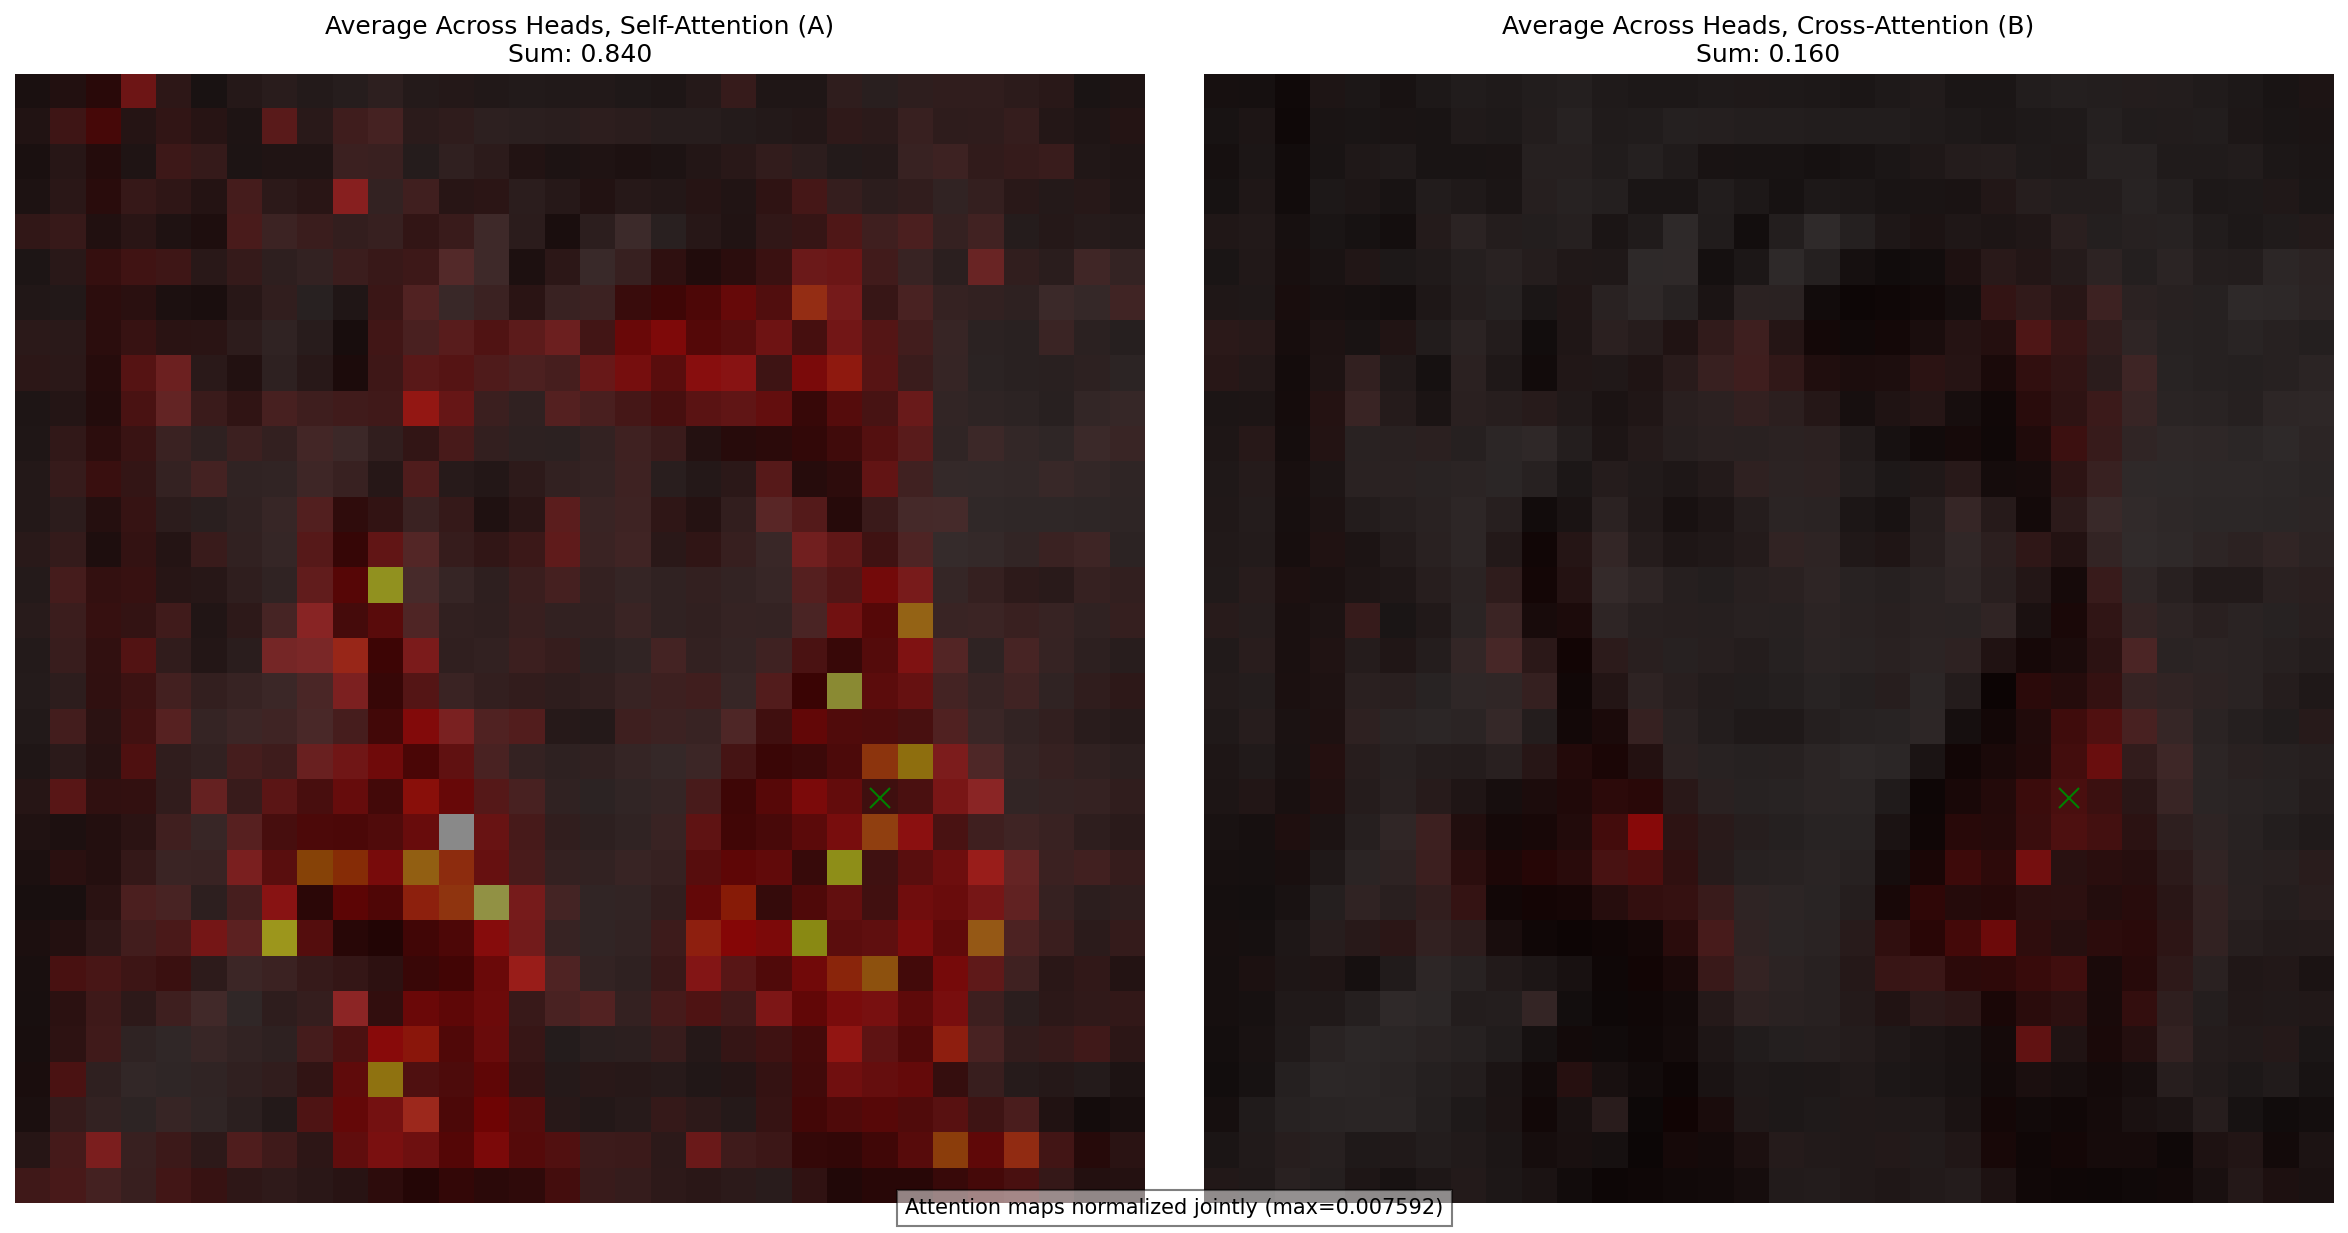 Average Across Heads, Self-Attention (A)
Sum: 0.840
Average Across Heads, Cross-Attention (B)
Sum: 0.160
Attention maps normalized jointly (max=0.007592)